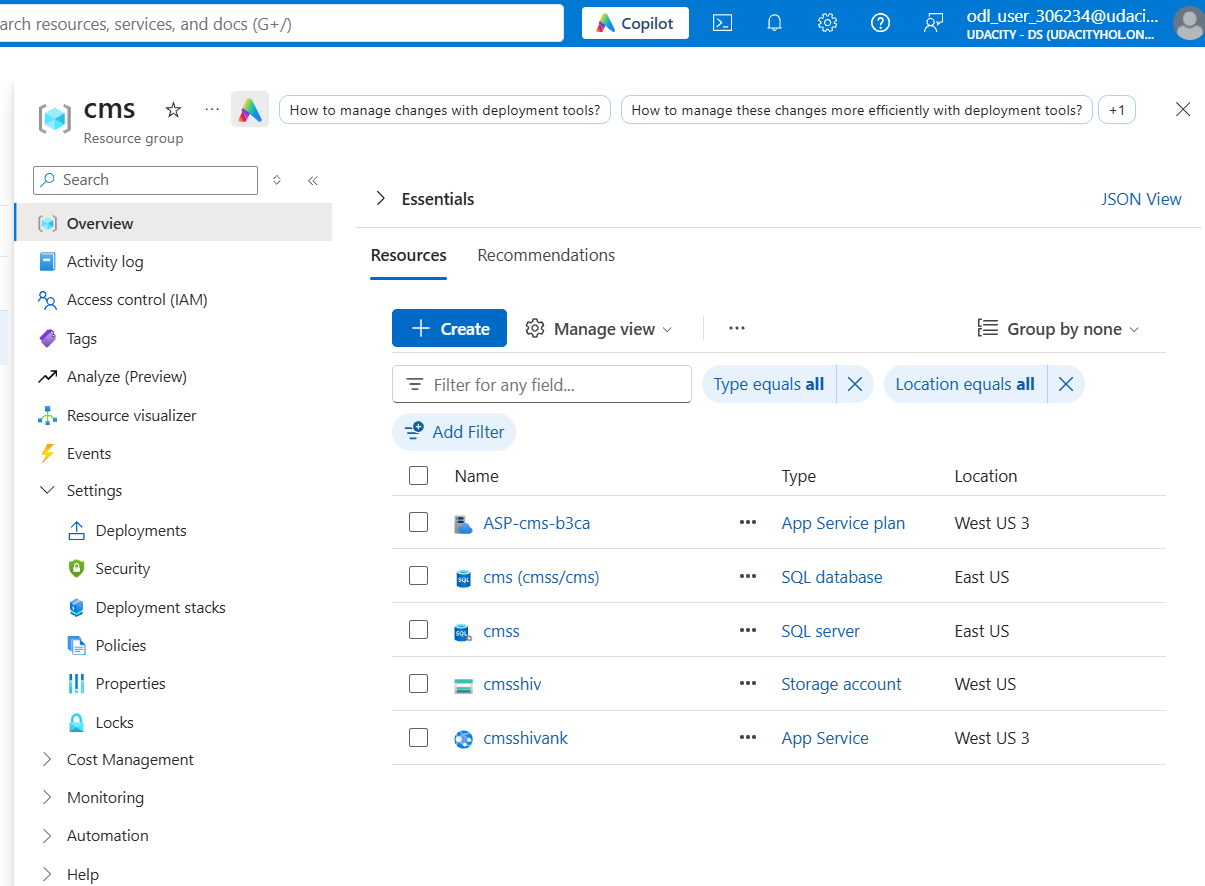 arch resources, services, and docs (G+/)
Copilot
odl_user_306234@udaci...
UDACITY - DS (UDACITYHOL.ON...
cms
Resource group
How to manage changes with deployment tools?
How to manage these changes more efficiently with deployment tools?
+1
Search
Overview
Activity log
Access control (IAM)
Tags
Analyze (Preview)
Resource visualizer
Events
Settings
Deployments
Security
Deployment stacks
Policies
Properties
Locks
Cost Management
Monitoring
Automation
Help
Essentials
JSON View
Resources
Recommendations
Create
Manage view
Group by none
Filter for any field...
Type equals all
Location equals all
Add Filter
Name Type Location
ASP-cms-b3ca App Service plan West US 3
cms (cmss/cms) SQL database East US
cmss SQL server East US
cmsshiv Storage account West US
cmsshivank App Service West US 3